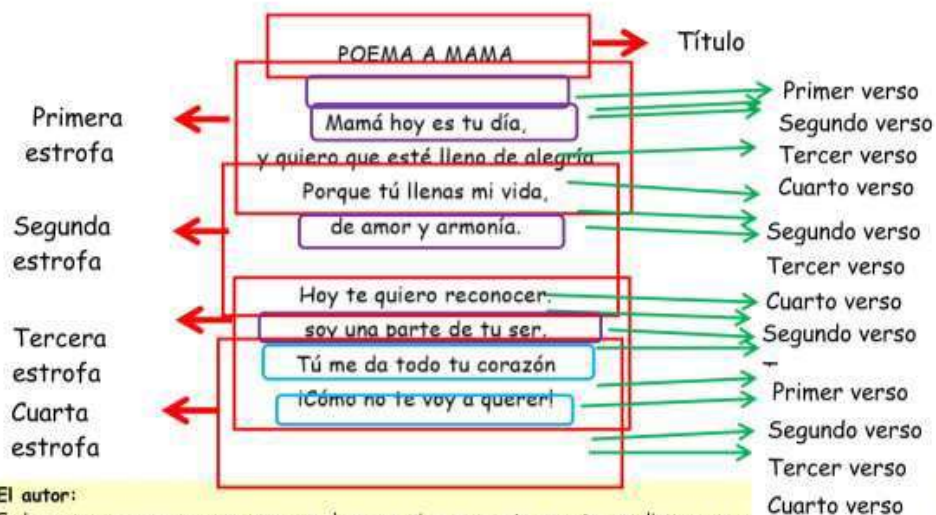 POEMA A MAMA
Título
Primera
estrofa
Mamá hoy es tu día,
y quiero que esté lleno de alegría
Porque tú llenas mi vida,
de amor y armonía.
Segunda
estrofa
Hoy te quiero reconocer.
soy una parte de tu ser.
Tú me da todo tu corazón
¡Cómo no te voy a querer!
Tercera
estrofa
Cuarta
estrofa
Primer verso
Segundo verso
Tercer verso
Cuarto verso
Segundo verso
Tercer verso
Cuarto verso
Segundo verso
Primer verso
Segundo verso
Tercer verso
Cuarto verso
El autor: